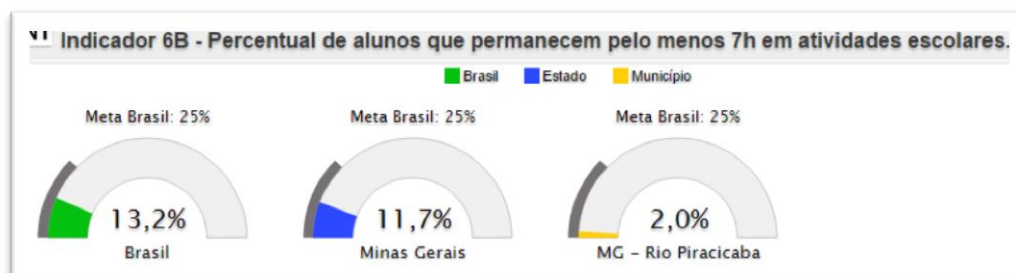 Indicador 6B - Percentual de alunos que permanecem pelo menos 7h em atividades escolares.
Brasil Estado Município
Meta Brasil: 25% Meta Brasil: 25% Meta Brasil: 25%
13,2% 11,7% 2,0%
Brasil Minas Gerais MG - Rio Piracicaba